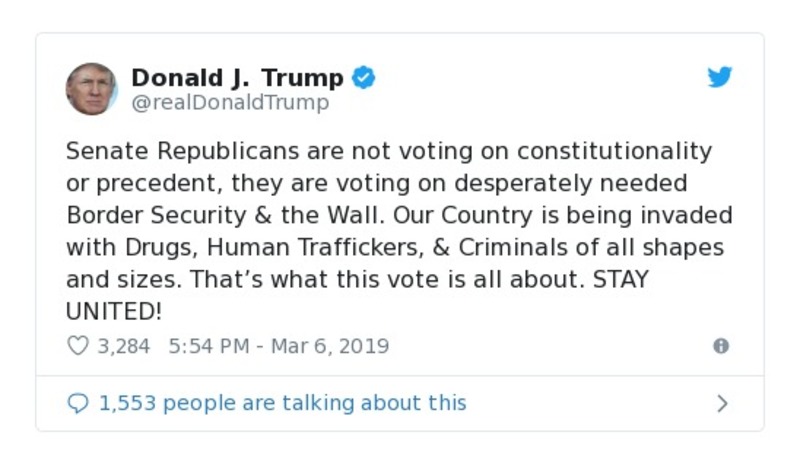 Donald J. Trump
@realDonaldTrump
Senate Republicans are not voting on constitutionality
or precedent, they are voting on desperately needed
Border Security & the Wall. Our Country is being invaded
with Drugs, Human Traffickers, & Criminals of all shapes
and sizes. That’s what this vote is all about. STAY
UNITED!
3,284 5:54 PM - Mar 6, 2019
1,553 people are talking about this